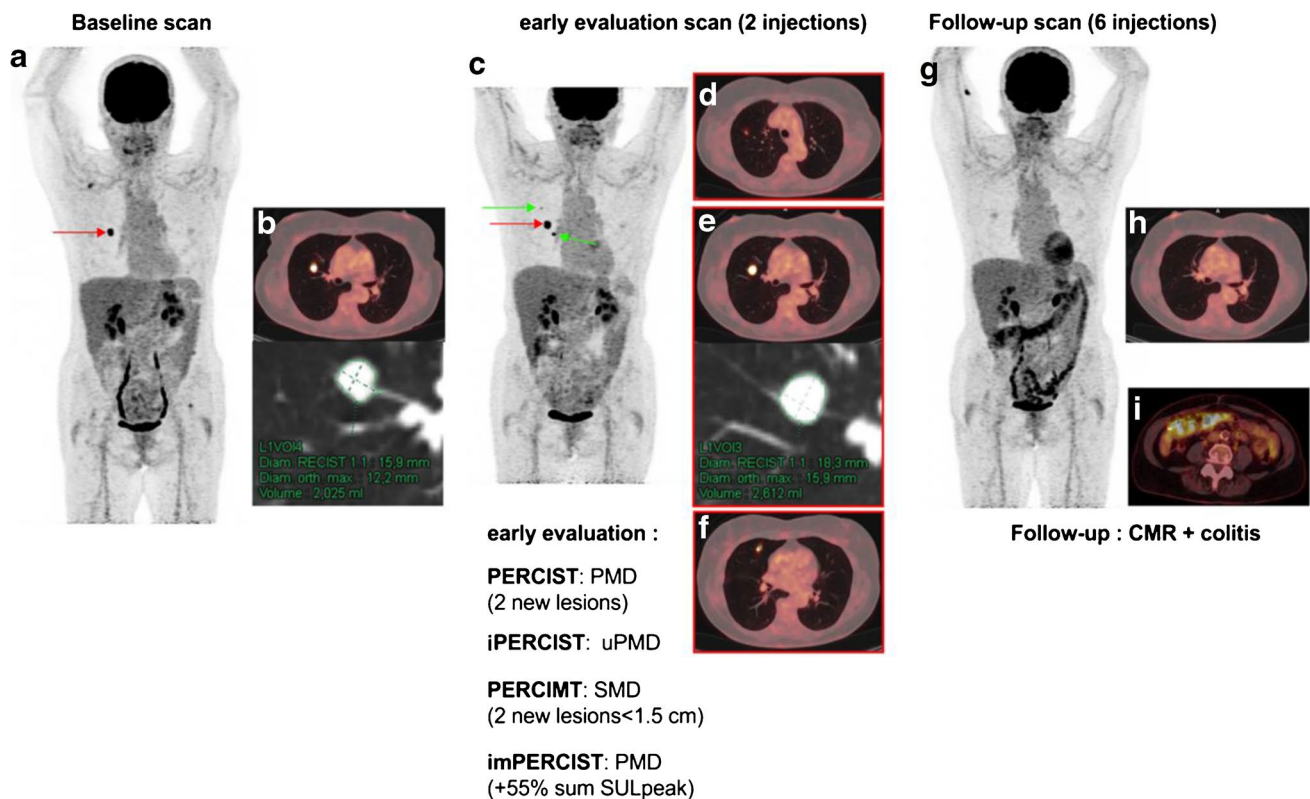 Baseline scan
early evaluation scan (2 injections)
Follow-up scan (6 injections)
a
b
L1VOI4
Diam. RECIST 1.1 : 15,9 mm
Diam. orth. max. : 12,2 mm
Volume : 2,025 ml
c
d
e
L1VOI3
Diam. RECIST 1.1 : 18,3 mm
Diam. orth. max. : 15,9 mm
Volume : 2,612 ml
f
g
h
i
early evaluation :
PERCIST: PMD
(2 new lesions)
iPERCIST: uPMD
PERCIMT: SMD
(2 new lesions<1.5 cm)
imPERCIST: PMD
(+55% sum SULpeak)
Follow-up : CMR + colitis